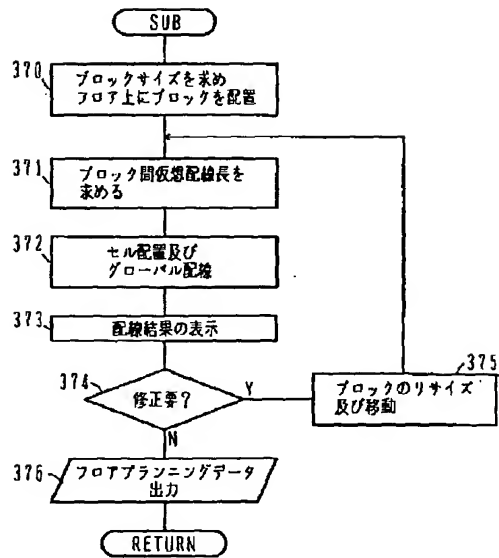 SUB
370
ブロックサイズを求め
フロア上にブロックを配置
371
ブロック間仮想配線長を
求める
372
セル配置及び
グローバル配線
373
配線結果の表示
374
修正要?
Y
375
ブロックのリサイズ
及び移動
N
376
フロアプランニングデータ
出力
RETURN